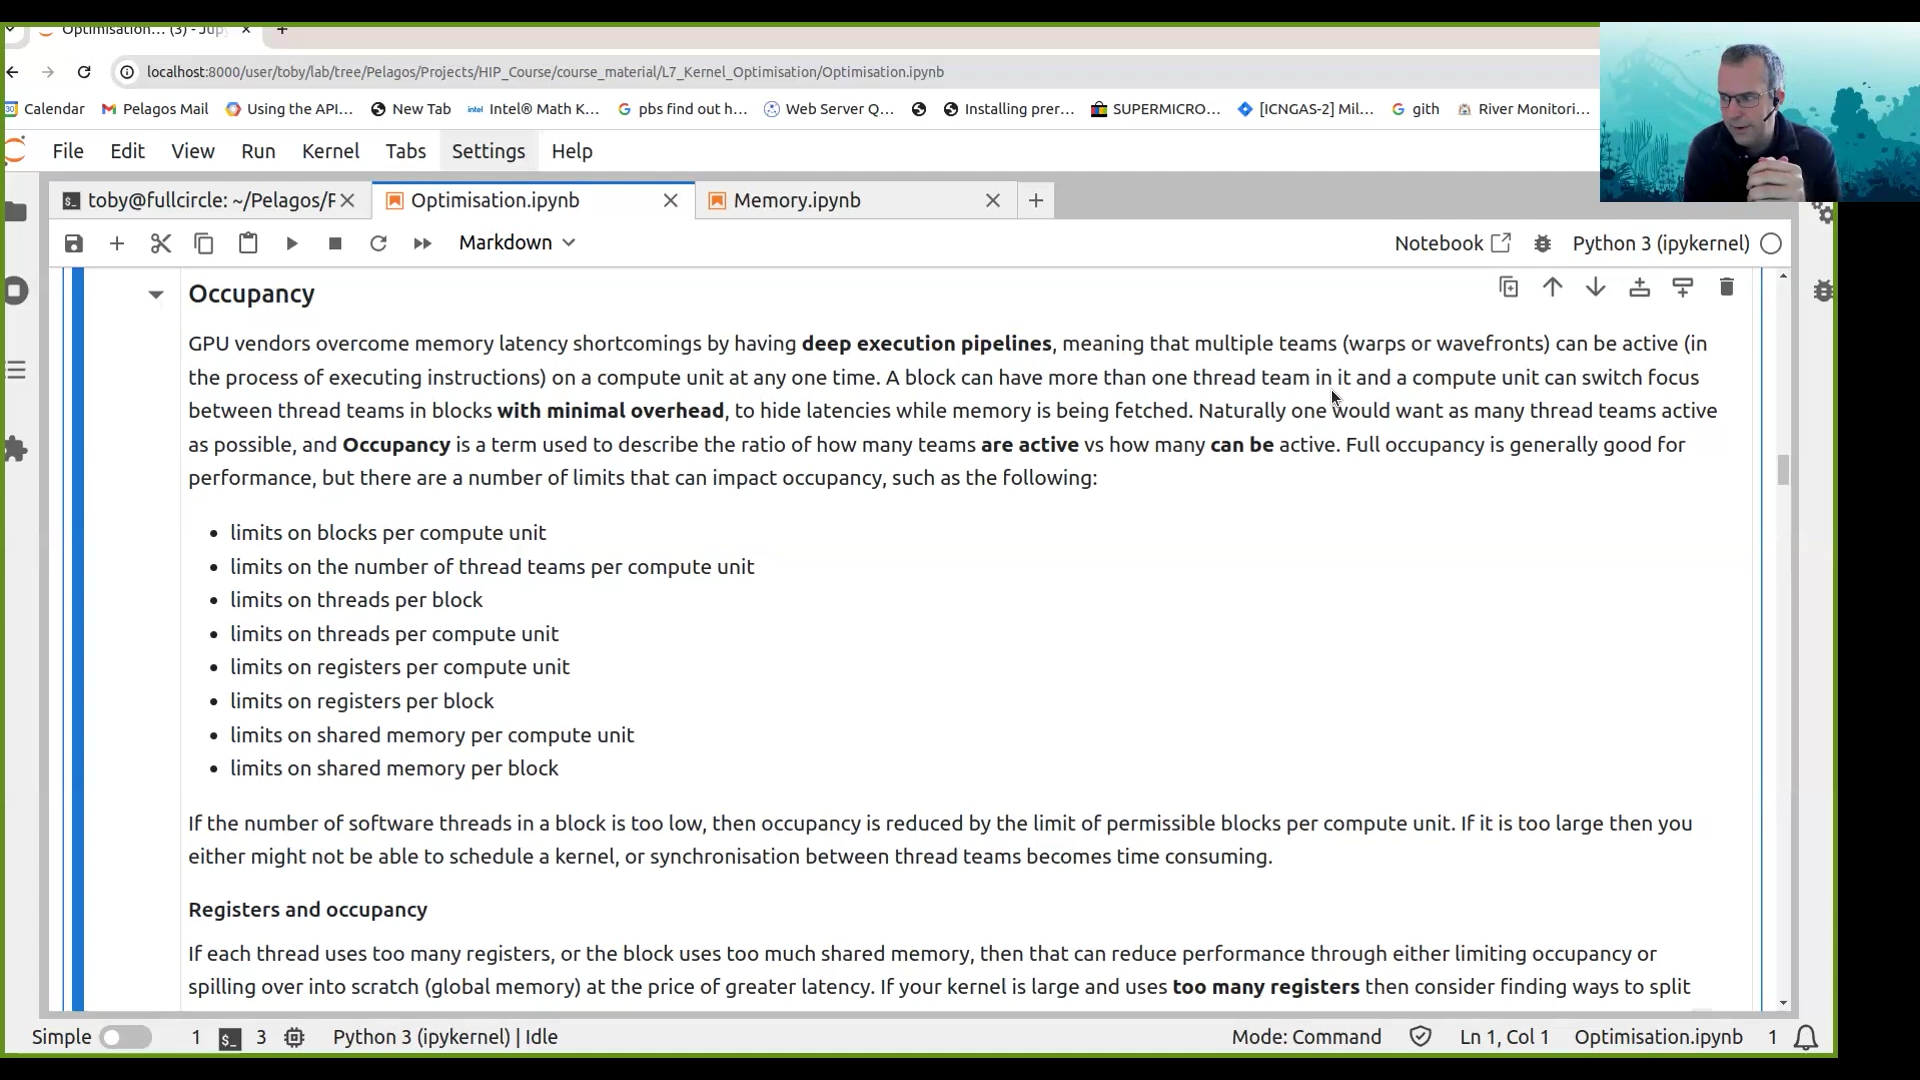 Optimisation... (3) - Jup
localhost:8000/user/toby/lab/tree/Pelagos/Projects/HIP_Course/course_material/L7_Kernel_Optimisation/Optimisation.ipynb
Calendar Pelagos Mail Using the API... New Tab intel Intel® Math K... pbs find out h... Web Server Q... Installing prer... SUPERMICRO... [ICNGAS-2] Mil... gith River Monitori...
File Edit View Run Kernel Tabs Settings Help
toby@fullcircle: ~/Pelagos/F Optimisation.ipynb Memory.ipynb
Markdown Notebook Python 3 (ipykernel)
Occupancy
GPU vendors overcome memory latency shortcomings by having deep execution pipelines, meaning that multiple teams (warps or wavefronts) can be active (in
the process of executing instructions) on a compute unit at any one time. A block can have more than one thread team in it and a compute unit can switch focus
between thread teams in blocks with minimal overhead, to hide latencies while memory is being fetched. Naturally one would want as many thread teams active
as possible, and Occupancy is a term used to describe the ratio of how many teams are active vs how many can be active. Full occupancy is generally good for
performance, but there are a number of limits that can impact occupancy, such as the following:
• limits on blocks per compute unit
• limits on the number of thread teams per compute unit
• limits on threads per block
• limits on threads per compute unit
• limits on registers per compute unit
• limits on registers per block
• limits on shared memory per compute unit
• limits on shared memory per block
If the number of software threads in a block is too low, then occupancy is reduced by the limit of permissible blocks per compute unit. If it is too large then you
either might not be able to schedule a kernel, or synchronisation between thread teams becomes time consuming.
Registers and occupancy
If each thread uses too many registers, or the block uses too much shared memory, then that can reduce performance through either limiting occupancy or
spilling over into scratch (global memory) at the price of greater latency. If your kernel is large and uses too many registers then consider finding ways to split
Simple 1 $_ 3 Python 3 (ipykernel) | Idle Mode: Command Ln 1, Col 1 Optimisation.ipynb 1